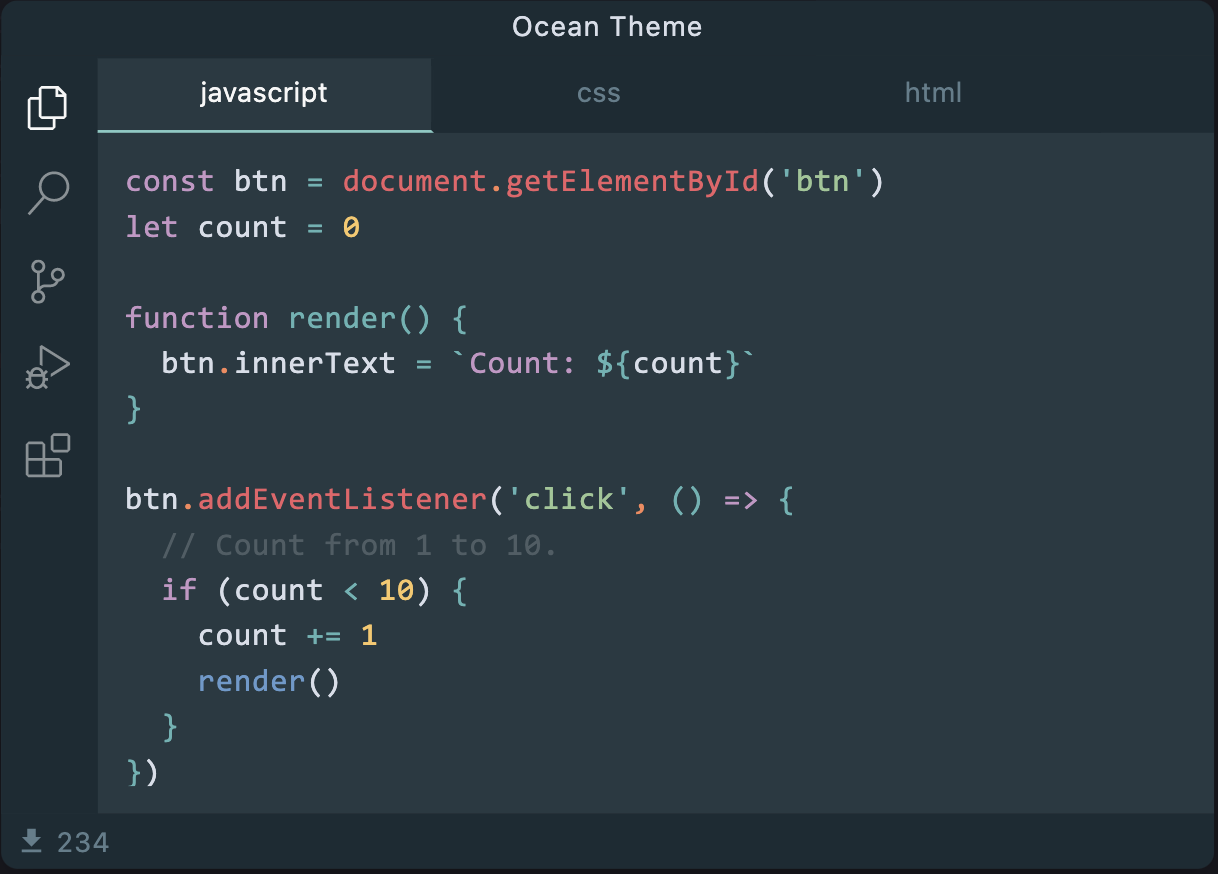 Ocean Theme
javascript css html
const btn = document.getElementById('btn')
let count = 0

function render() {
  btn.innerText = `Count: ${count}`
}

btn.addEventListener('click', () => {
  // Count from 1 to 10.
  if (count < 10) {
    count += 1
    render()
  }
})
234